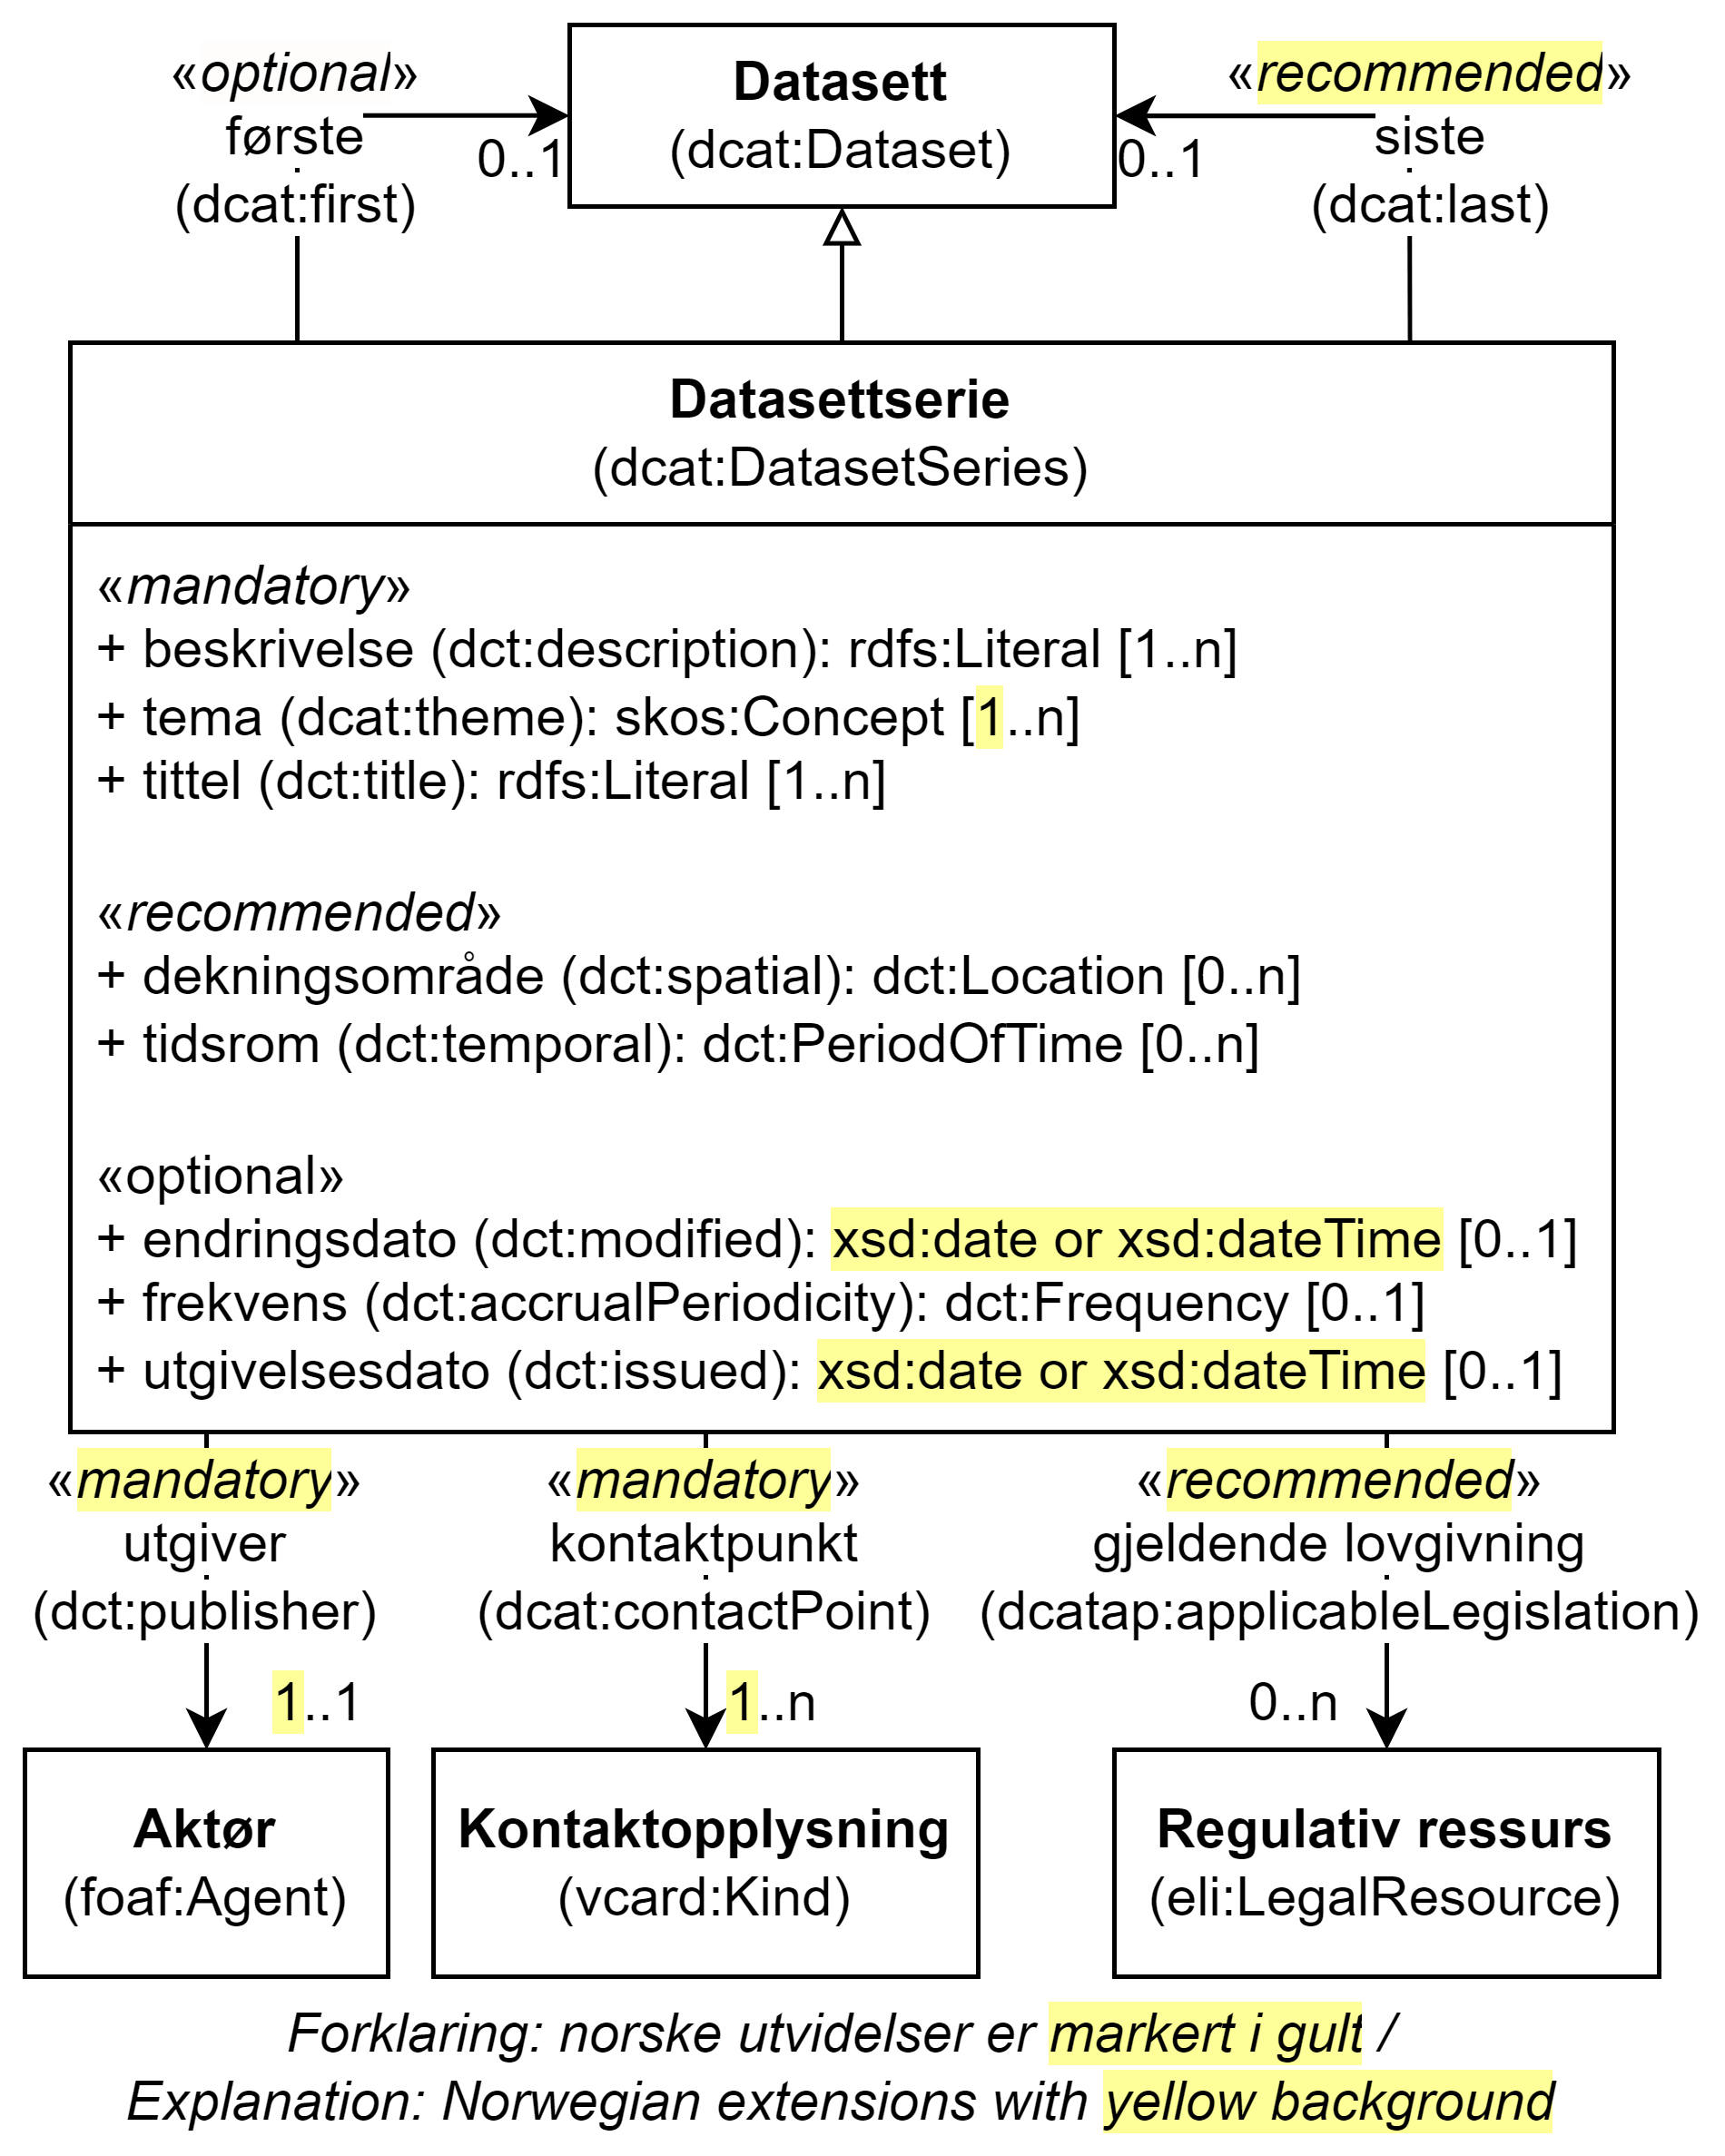 «optional»
første
(dcat:first)
0..1
Datasett
(dcat:Dataset)
«recommended»
siste
(dcat:last)
0..1
Datasettserie
(dcat:DatasetSeries)
«mandatory»
+ beskrivelse (dct:description): rdfs:Literal [1..n]
+ tema (dcat:theme): skos:Concept [1..n]
+ tittel (dct:title): rdfs:Literal [1..n]
«recommended»
+ dekningsområde (dct:spatial): dct:Location [0..n]
+ tidsrom (dct:temporal): dct:PeriodOfTime [0..n]
«optional»
+ endringsdato (dct:modified): xsd:date or xsd:dateTime [0..1]
+ frekvens (dct:accrualPeriodicity): dct:Frequency [0..1]
+ utgivelsesdato (dct:issued): xsd:date or xsd:dateTime [0..1]
«mandatory»
utgiver
(dct:publisher)
1..1
«mandatory»
kontaktpunkt
(dcat:contactPoint)
1..n
«recommended»
gjeldende lovgivning
(dcatap:applicableLegislation)
0..n
Aktør
(foaf:Agent)
Kontaktopplysning
(vcard:Kind)
Regulativ ressurs
(eli:LegalResource)
Forklaring: norske utvidelser er markert i gult /
Explanation: Norwegian extensions with yellow background